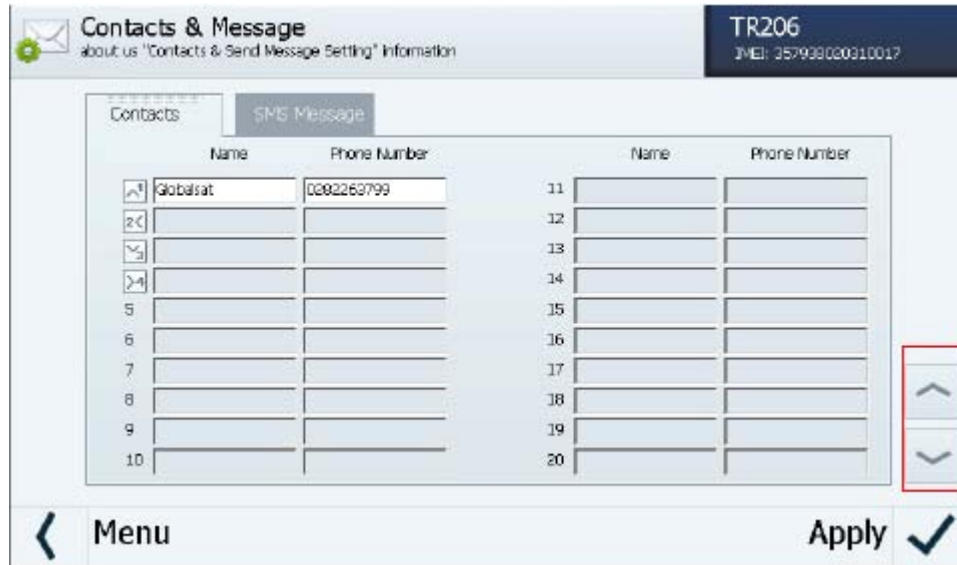 Contacts & Message
about us "Contacts & Send Message Setting" information
TR206
IMEI: 357938020310017
Contacts
SMS Message
Name Phone Number Name Phone Number
1 Globalsat 0282263799 11
2 12
3 13
4 14
5 15
6 16
7 17
8 18
9 19
10 20
Menu
Apply